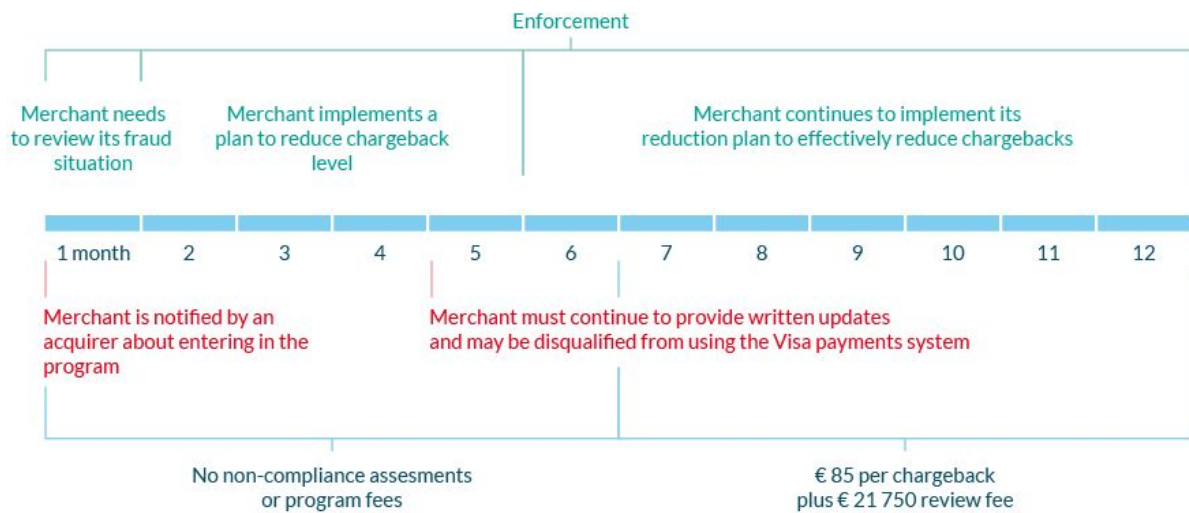 Enforcement
Merchant needs
to review its fraud
situation
Merchant implements a
plan to reduce chargeback
level
Merchant continues to implement its
reduction plan to effectively reduce chargebacks
1 month 2 3 4 5 6 7 8 9 10 11 12
Merchant is notified by an
acquirer about entering in the
program
Merchant must continue to provide written updates
and may be disqualified from using the Visa payments system
No non-compliance assesments
or program fees
€ 85 per chargeback
plus € 21 750 review fee